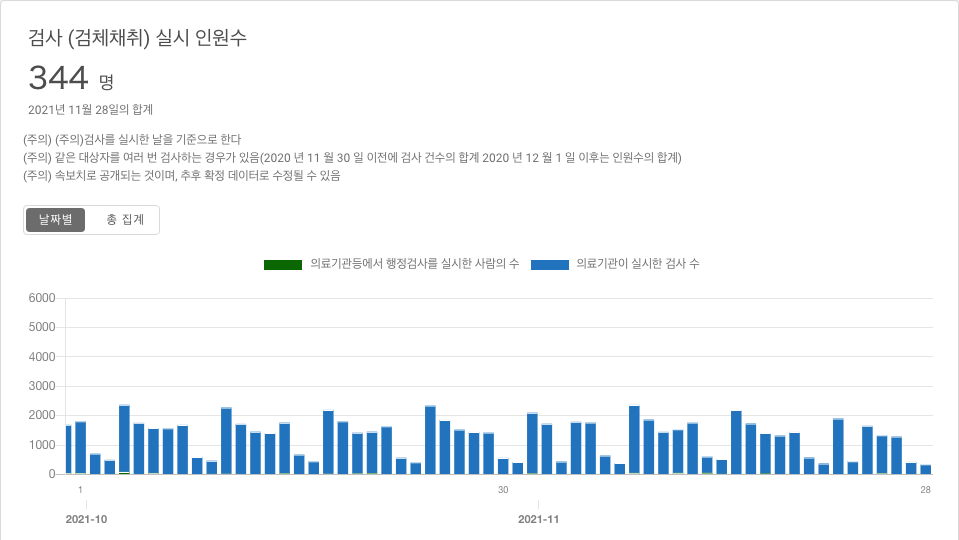 검사 (검체채취) 실시 인원수
344 명
2021년 11월 28일의 합계
(주의) (주의)검사를 실시한 날을 기준으로 한다
(주의) 같은 대상자를 여러 번 검사하는 경우가 있음(2020 년 11 월 30 일 이전에 검사 건수의 합계 2020 년 12 월 1 일 이후는 인원수의 합계)
(주의) 속보치로 공개되는 것이며, 추후 확정 데이터로 수정될 수 있음
날짜별 총 집계
의료기관등에서 행정검사를 실시한 사람의 수 의료기관이 실시한 검사 수
6000
5000
4000
3000
2000
1000
0
1 30 28
2021-10 2021-11